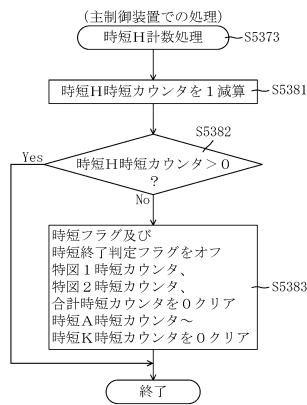 (主制御装置での処理)
時短H計数処理
S5373
時短H時短カウンタを1減算
S5381
S5382
Yes
時短H時短カウンタ>0
?
No
時短フラグ及び
時短終了判定フラグをオフ
特図1時短カウンタ、
特図2時短カウンタ、
合計時短カウンタを0クリア
時短A時短カウンタ~
時短K時短カウンタを0クリア
S5383
終了